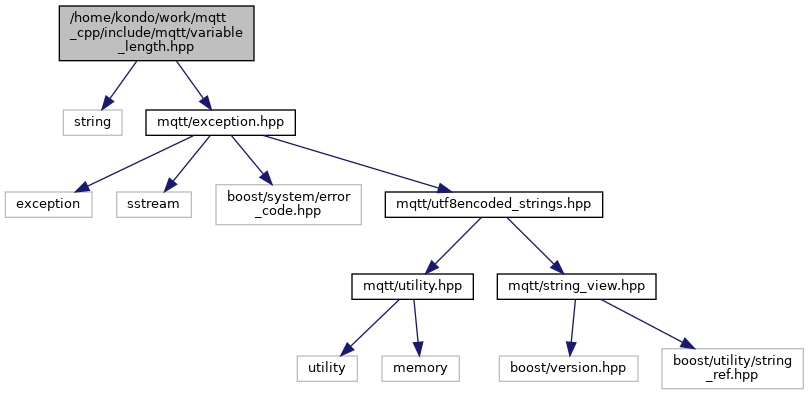 /home/kondo/work/mqtt
_cpp/include/mqtt/variable
_length.hpp
string
mqtt/exception.hpp
exception
sstream
boost/system/error
_code.hpp
mqtt/utf8encoded_strings.hpp
mqtt/utility.hpp
mqtt/string_view.hpp
utility
memory
boost/version.hpp
boost/utility/string
_ref.hpp